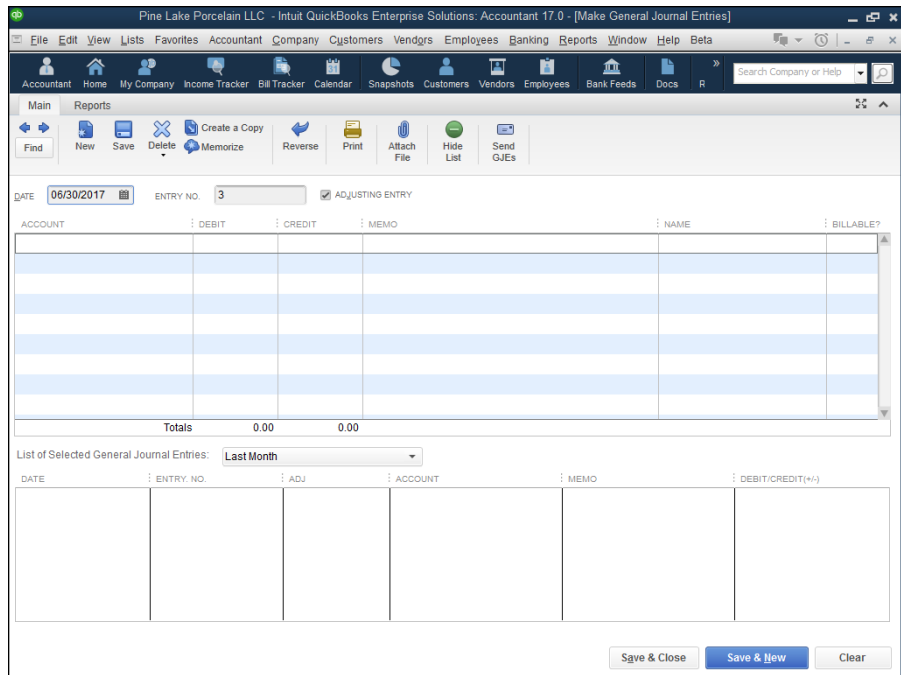 qb Pine Lake Porcelain LLC - Intuit QuickBooks Enterprise Solutions: Accountant 17.0 - [Make General Journal Entries]
File Edit View Lists Favorites Accountant Company Customers Vendors Employees Banking Reports Window Help Beta
Accountant Home My Company Income Tracker Bill Tracker Calendar Snapshots Customers Vendors Employees Bank Feeds Docs R » Search Company or Help
Main Reports
Find New Save Delete Create a Copy Memorize Reverse Print Attach File Hide List Send GJEs
DATE 06/30/2017 ENTRY NO. 3 ADJUSTING ENTRY
ACCOUNT DEBIT CREDIT MEMO NAME BILLABLE?
Totals 0.00 0.00
List of Selected General Journal Entries: Last Month
DATE ENTRY NO. ADJ ACCOUNT MEMO DEBIT/CREDIT(+/-)
Save & Close Save & New Clear